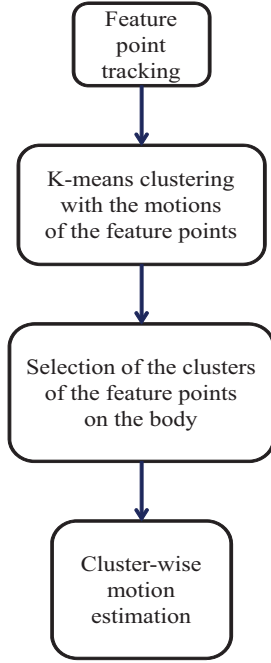 Feature
point
tracking
K-means clustering
with the motions
of the feature points
Selection of the clusters
of the feature points
on the body
Cluster-wise
motion
estimation